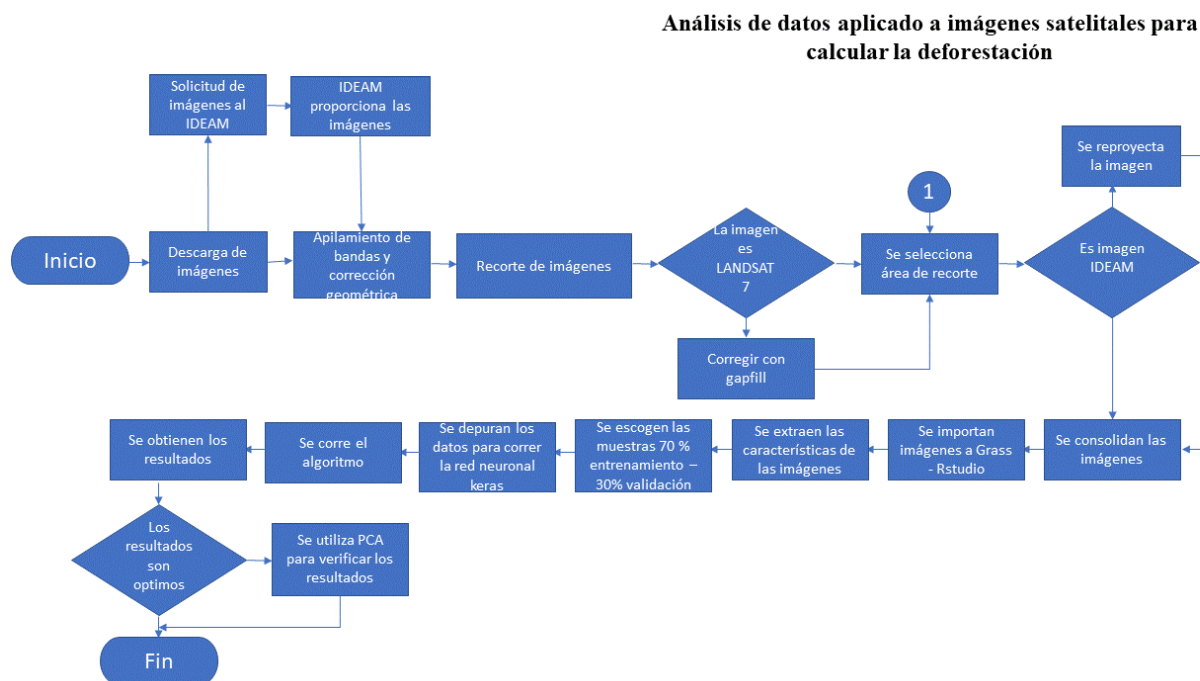 Análisis de datos aplicado a imágenes satelitales para
calcular la deforestación
Inicio
Descarga de
imágenes
Solicitud de
imágenes al
IDEAM
IDEAM
proporciona las
imágenes
Apilamiento de
bandas y
corrección
geométrica
Recorte de imágenes
La imagen
es
LANDSAT
7
Corregir con
gapfill
1
Se selecciona
área de recorte
Es imagen
IDEAM
Se reproyecta
la imagen
Se consolidan las
imágenes
Se importan
imágenes a Grass
- Rstudio
Se extraen las
características de
las imágenes
Se escogen las
muestras 70 %
entrenamiento –
30% validación
Se depuran los
datos para correr
la red neuronal
keras
Se corre el
algoritmo
Se obtienen los
resultados
Los
resultados
son
optimos
Se utiliza PCA
para verificar los
resultados
Fin